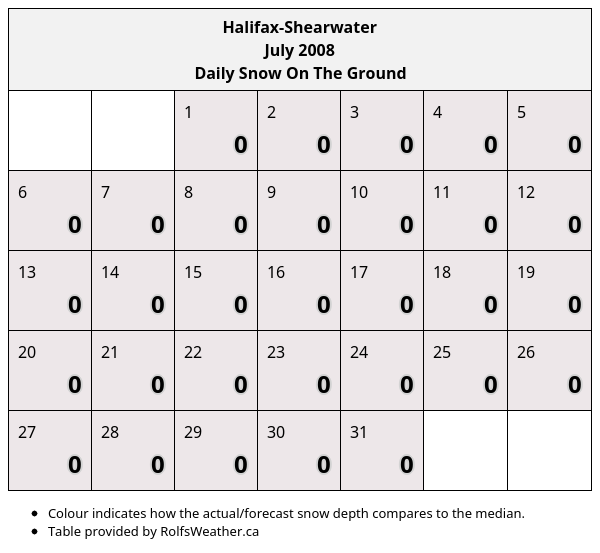 Halifax-Shearwater
July 2008
Daily Snow On The Ground
1 2 3 4 5
0 0 0 0 0
6 7 8 9 10 11 12
0 0 0 0 0 0 0
13 14 15 16 17 18 19
0 0 0 0 0 0 0
20 21 22 23 24 25 26
0 0 0 0 0 0 0
27 28 29 30 31
0 0 0 0 0
• Colour indicates how the actual/forecast snow depth compares to the median.
• Table provided by RolfsWeather.ca